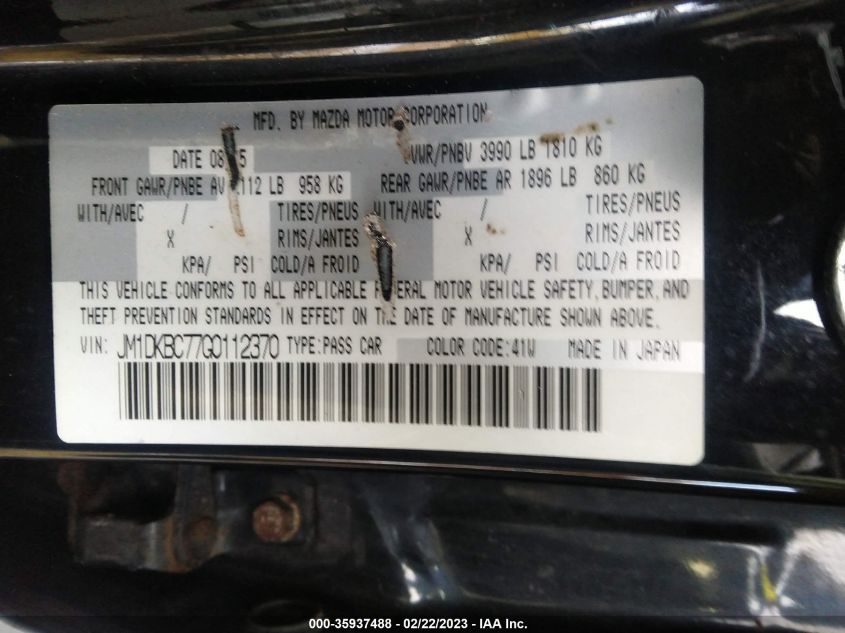 MFD. BY MAZDA MOTOR CORPORATION
DATE VWR/PNBV 3990 LB 1810 KG
FRONT GAWR/PNBE AV 112 LB 958 KG REAR GAWR/PNBE AR 1896 LB 860 KG
WITH/AVEC / TIRES/PNEUS WITH/AVEC / TIRES/PNEUS
X RIMS/JANTES X RIMS/JANTES
KPA/ PSI COLD/A FROID KPA/ PSI COLD/A FROID
THIS VEHICLE CONFORMS TO ALL APPLICABLE FEDERAL MOTOR VEHICLE SAFETY, BUMPER, AND
THEFT PREVENTION STANDARDS IN EFFECT ON THE DATE OF MANUFACTURE SHOWN ABOVE.
VIN: JM1DKBC77G0112370 TYPE:PASS CAR COLOR CODE:41W MADE IN JAPAN
000-35937488 - 02/22/2023 - IAA Inc.